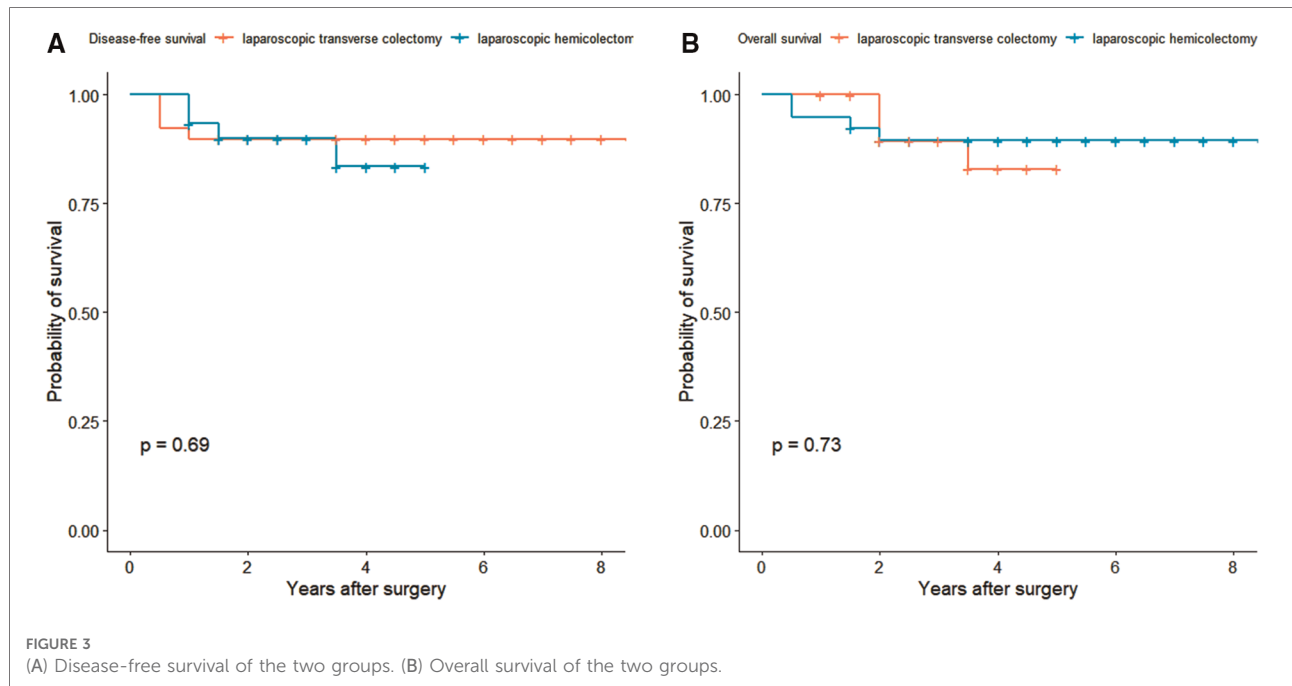 A Disease-free survival laparoscopic transverse colectomy laparoscopic hemicolectom
1.00
0.75
0.50
0.25
0.00
Probability of survival
p = 0.69
0 2 4 6 8
Years after surgery
B Overall survival laparoscopic transverse colectomy laparoscopic hemicolectomy
1.00
0.75
0.50
0.25
0.00
Probability of survival
p = 0.73
0 2 4 6 8
Years after surgery
FIGURE 3
(A) Disease-free survival of the two groups. (B) Overall survival of the two groups.